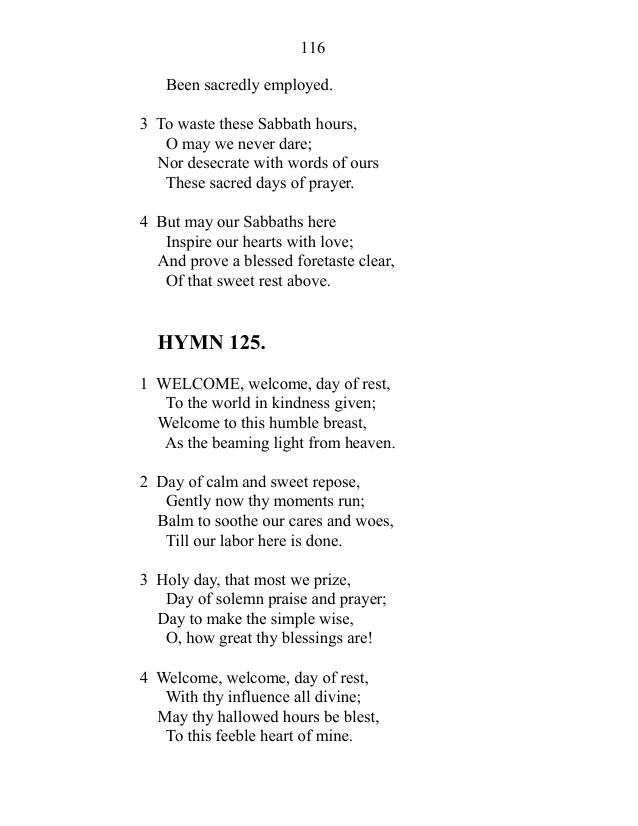 116
Been sacredly employed.
3 To waste these Sabbath hours,
O may we never dare;
Nor desecrate with words of ours
These sacred days of prayer.
4 But may our Sabbaths here
Inspire our hearts with love;
And prove a blessed foretaste clear,
Of that sweet rest above.
HYMN 125.
1 WELCOME, welcome, day of rest,
To the world in kindness given;
Welcome to this humble breast,
As the beaming light from heaven.
2 Day of calm and sweet repose,
Gently now thy moments run;
Balm to soothe our cares and woes,
Till our labor here is done.
3 Holy day, that most we prize,
Day of solemn praise and prayer;
Day to make the simple wise,
O, how great thy blessings are!
4 Welcome, welcome, day of rest,
With thy influence all divine;
May thy hallowed hours be blest,
To this feeble heart of mine.